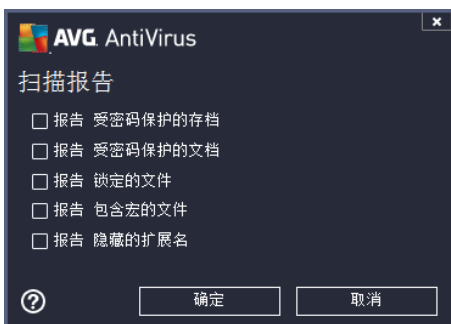 AVG. AntiVirus
扫描报告
报告 受密码保护的存档
报告 受密码保护的文档
报告 锁定的文件
报告 包含宏的文件
报告 隐藏的扩展名
确定
取消